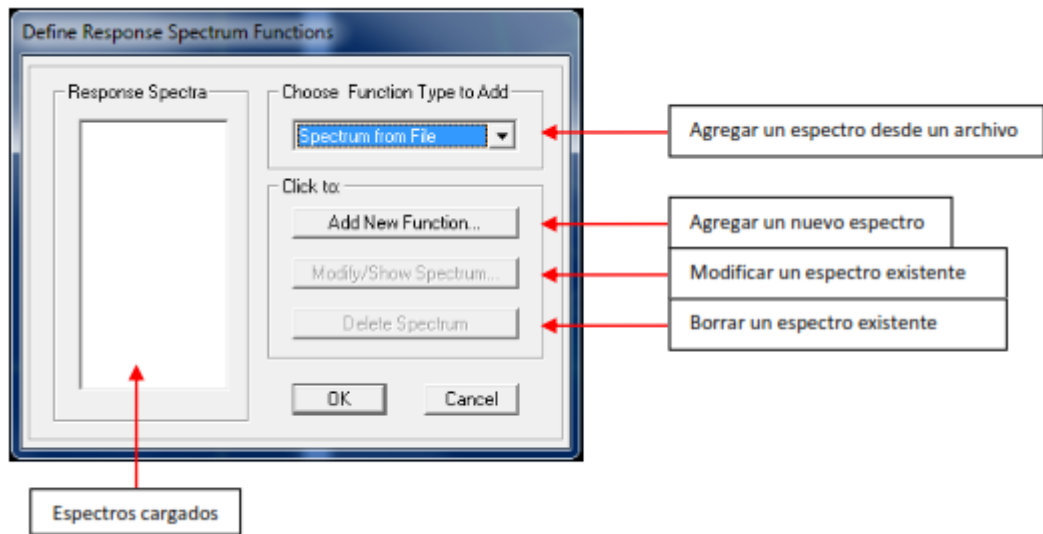 Define Response Spectrum Functions
Response Spectra
Choose Function Type to Add
Spectrum from File
Agregar un espectro desde un archivo
Click to:
Add New Function...
Agregar un nuevo espectro
Modify/Show Spectrum...
Modificar un espectro existente
Delete Spectrum
Borrar un espectro existente
OK
Cancel
Espectros cargados